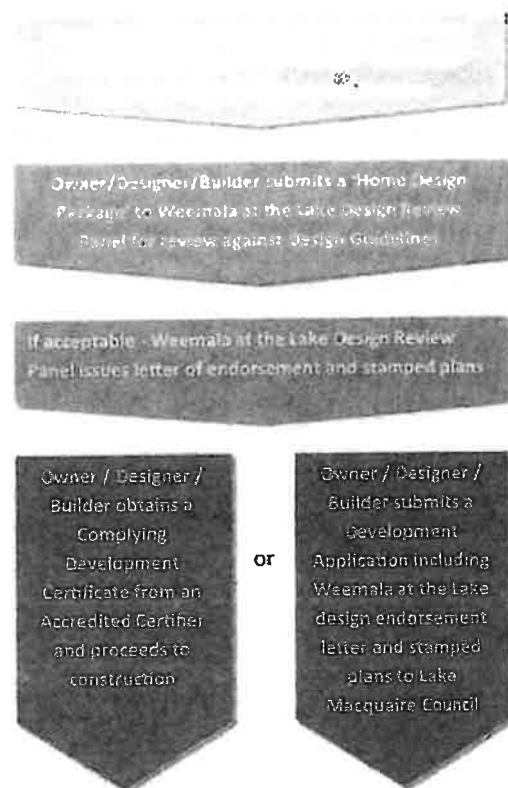 Owner/Designer/Builder submits a 'Home Design
Package' to Weemala at the Lake Design Review
Panel for review against Design Guidelines
If acceptable - Weemala at the Lake Design Review
Panel issues letter of endorsement and stamped plans
Owner / Designer /
Builder obtains a
Complying
Development
Certificate from an
Accredited Certifier
and proceeds to
construction
or
Owner / Designer /
Builder submits a
Development
Application including
Weemala at the Lake
design endorsement
letter and stamped
plans to Lake
Macquaire Council